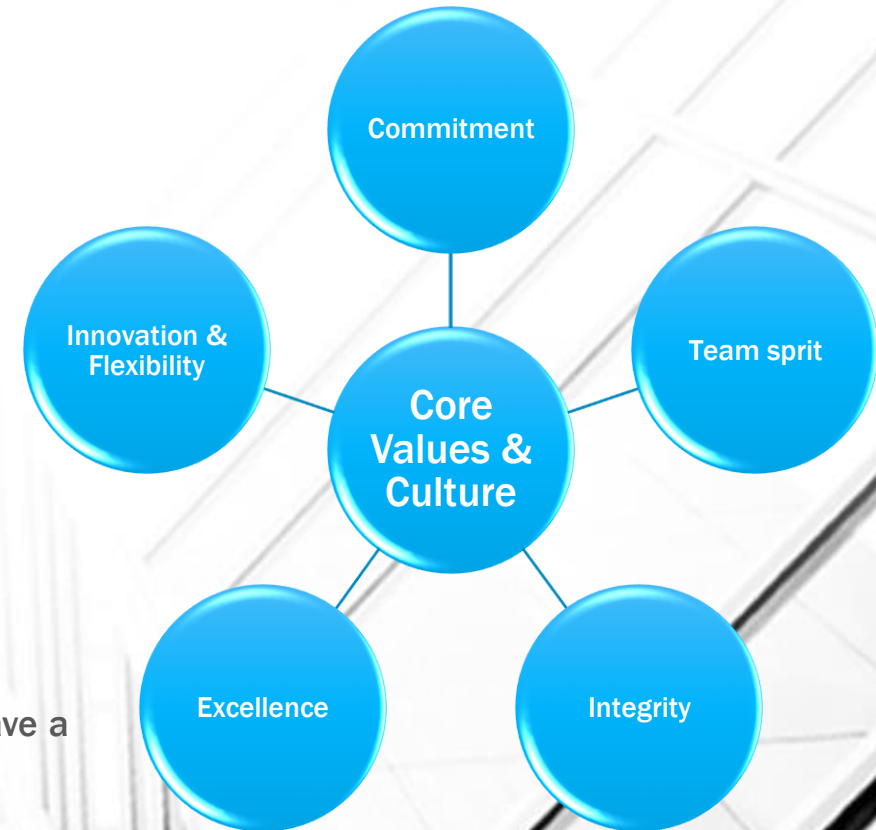 Commitment
Innovation &
Flexibility
Team sprit
Core
Values &
Culture
Excellence
Integrity
a